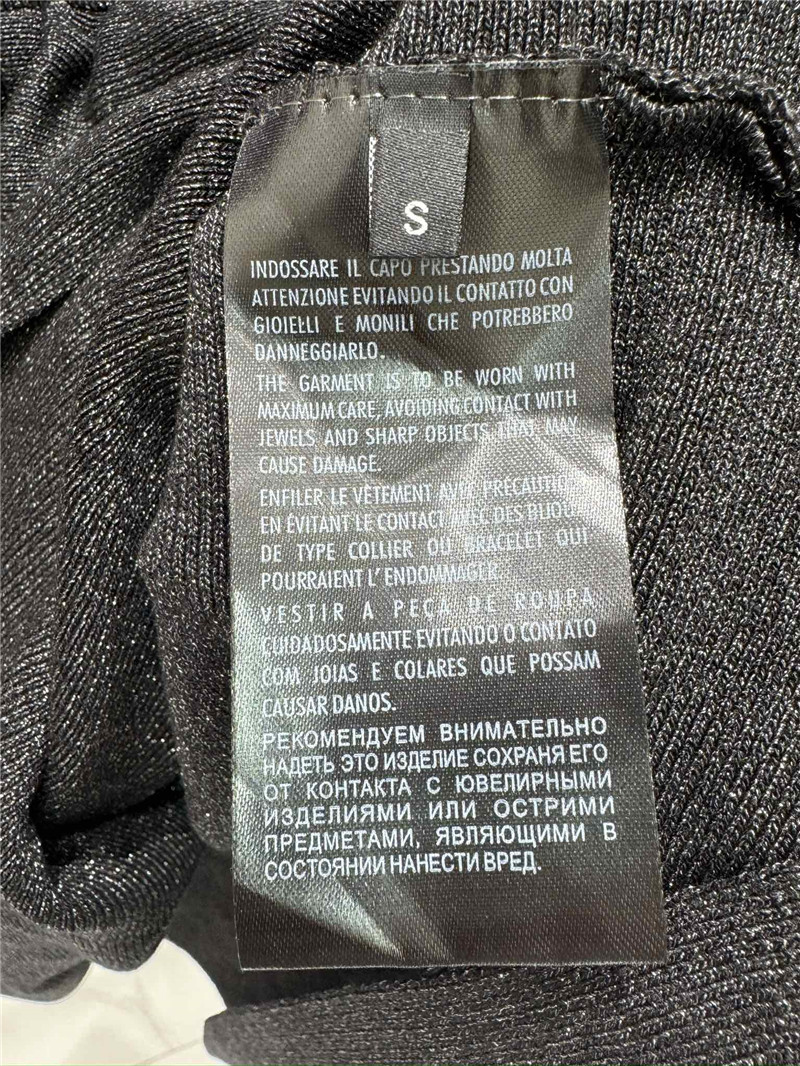 S
INDOSSARE IL CAPO PRESTANDO MOLTA
ATTENZIONE EVITANDO IL CONTATTO CON
GIOIELLI E MONILI CHE POTREBBERO
DANNEGGIARLO.
THE GARMENT IS TO BE WORN WITH
MAXIMUM CARE, AVOIDING CONTACT WITH
JEWELS AND SHARP OBJECTS THAT MAY
CAUSE DAMAGE.
ENFILER LE VÊTEMENT AVEC PRÉCAUTION
EN ÉVITANT LE CONTACT AVEC DES BIJOUX
DE TYPE COLLIER OU BRACELET QUI
POURRAIENT L'ENDOMMAGER.
VESTIR A PEÇA DE ROUPA
CUIDADOSAMENTE EVITANDO O CONTATO
COM JOIAS E COLARES QUE POSSAM
CAUSAR DANOS.
РЕКОМЕНДУЕМ ВНИМАТЕЛЬНО
НАДЕТЬ ЭТО ИЗДЕЛИЕ СОХРАНЯ ЕГО
ОТ КОНТАКТА С ЮВЕЛИРНЫМИ
ИЗДЕЛИЯМИ ИЛИ ОСТРИМИ
ПРЕДМЕТАМИ, ЯВЛЯЮЩИМИ В
СОСТОЯНИИ НАНЕСТИ ВРЕД.